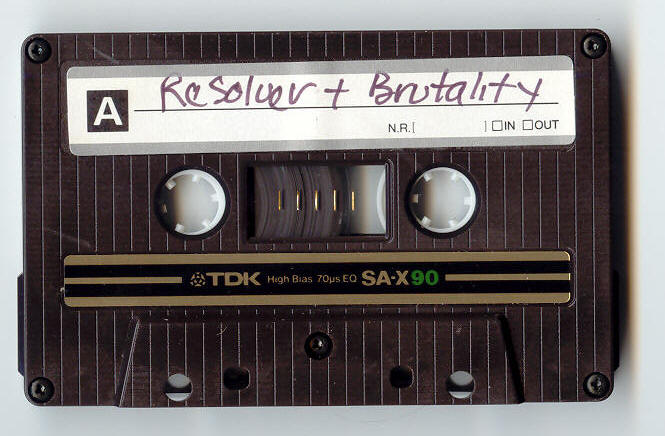 A Resolver + Brutality
N.R.[ ] ☐IN ☐OUT
TDK High Bias 70µs EQ SA-X90